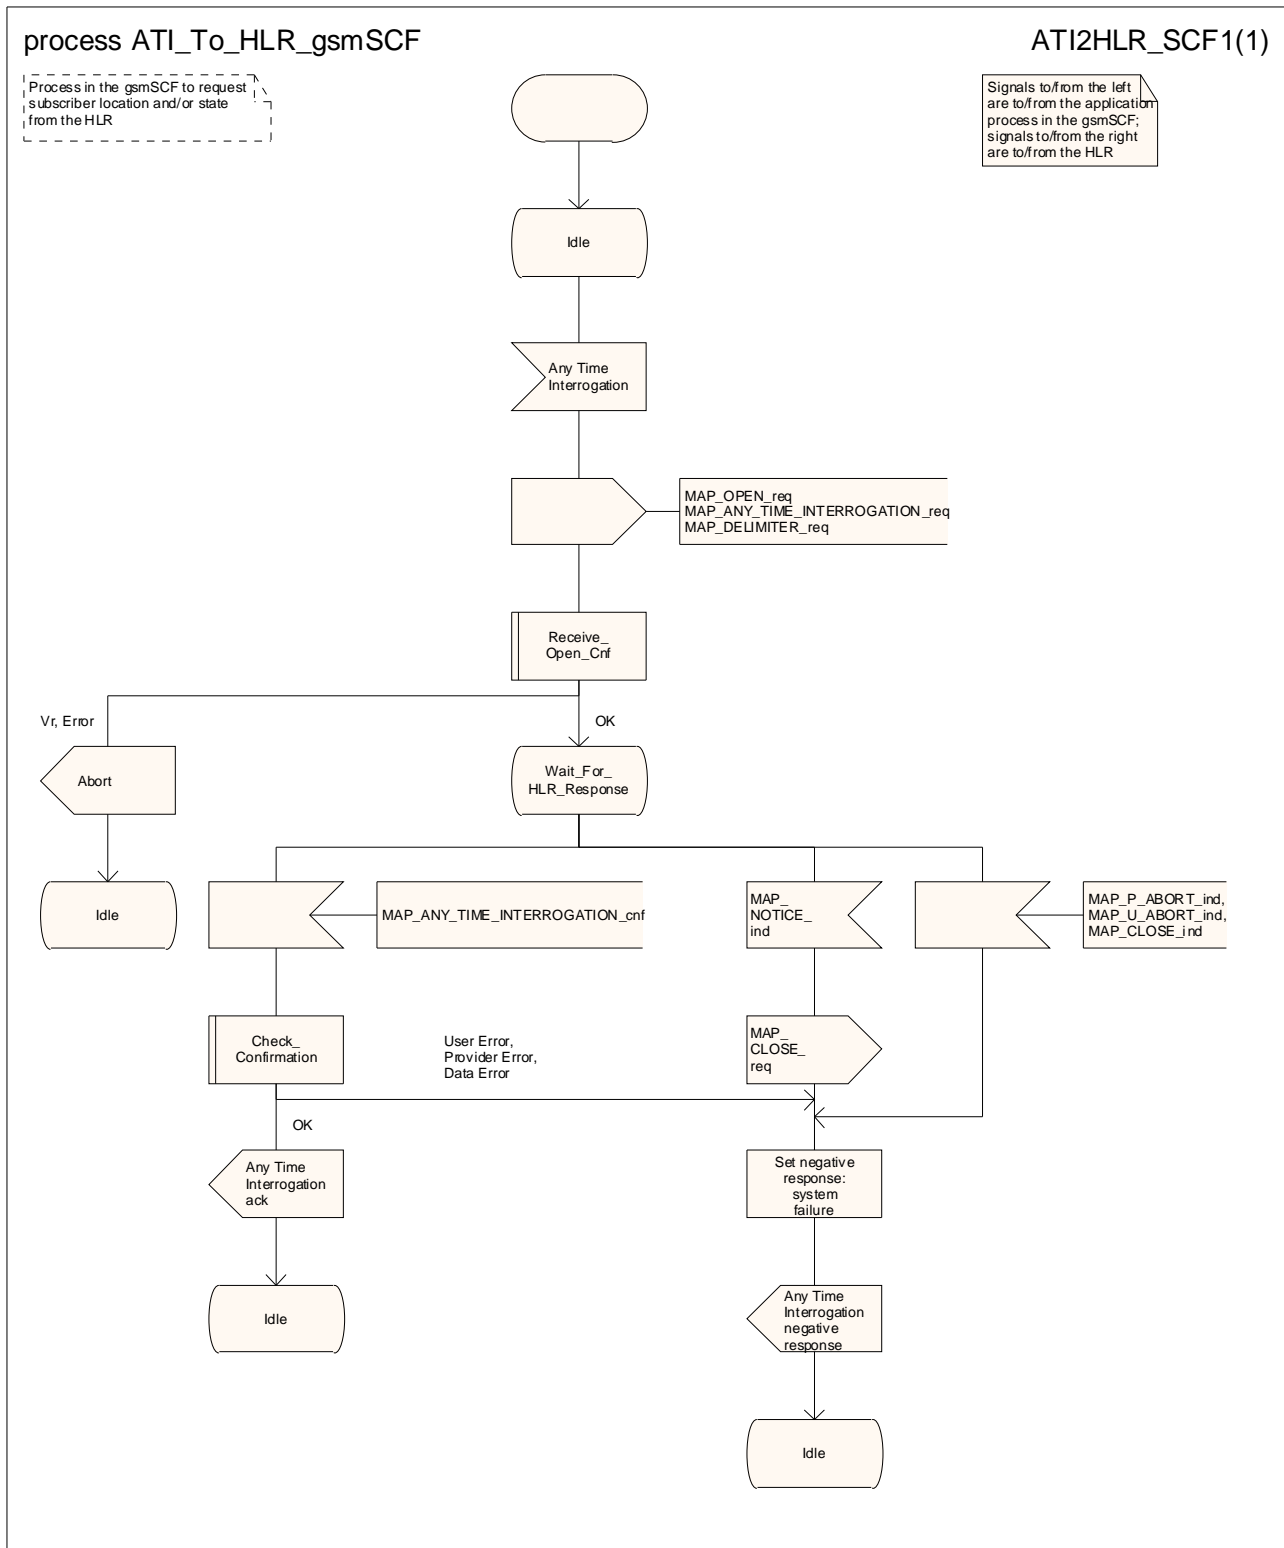 process ATI_To_HLR_gsmSCF
ATI2HLR_SCF1(1)
Process in the gsmSCF to request
subscriber location and/or state
from the HLR
Signals to/from the left
are to/from the application
process in the gsmSCF;
signals to/from the right
are to/from the HLR
Idle
Any Time
Interrogation
MAP_OPEN_req
MAP_ANY_TIME_INTERROGATION_req
MAP_DELIMITER_req
Receive_
Open_Cnf
Vr, Error
OK
Abort
Wait_For_
HLR_Response
Idle
MAP_ANY_TIME_INTERROGATION_cnf
MAP_
NOTICE_
ind
MAP_P_ABORT_ind,
MAP_U_ABORT_ind,
MAP_CLOSE_ind
Check_
Confirmation
User Error,
Provider Error,
Data Error
MAP_
CLOSE_
req
OK
Any Time
Interrogation
ack
Set negative
response:
system
failure
Idle
Any Time
Interrogation
negative
response
Idle